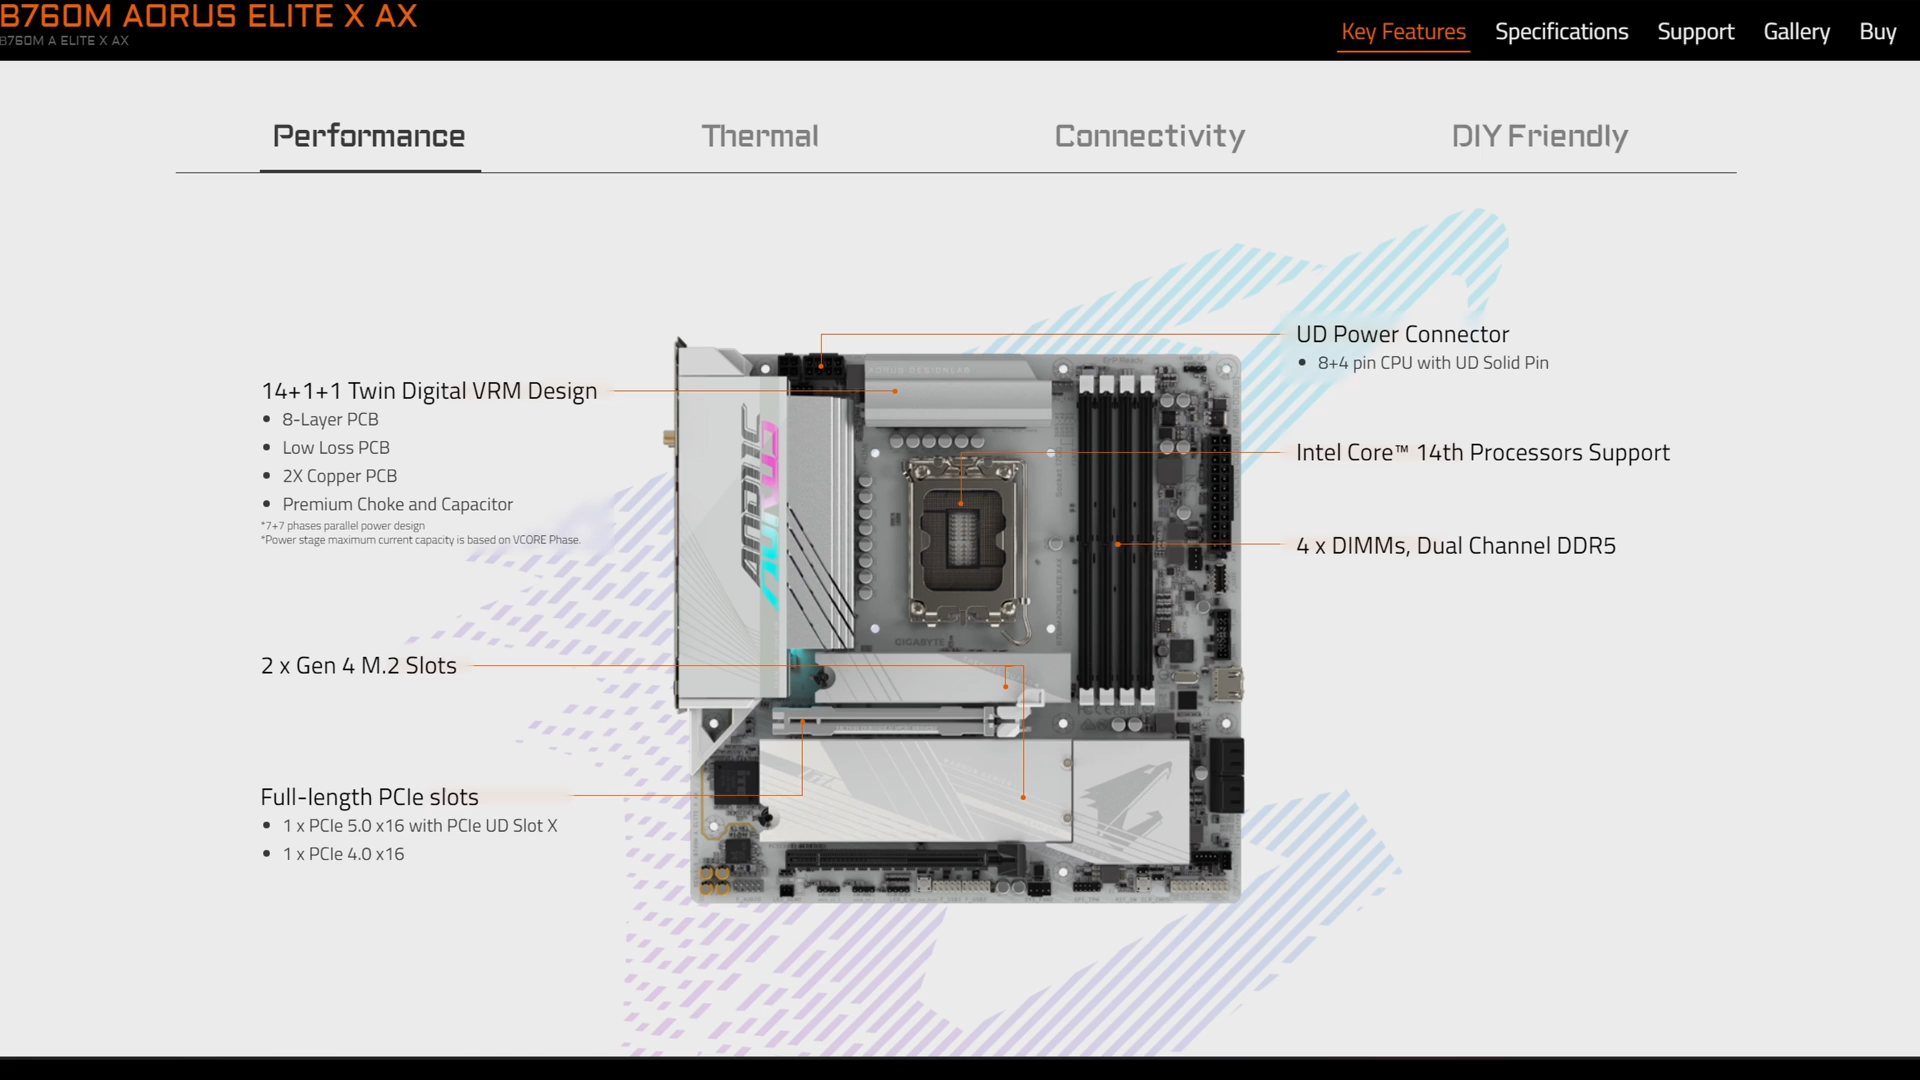 B760M AORUS ELITE X AX
B760M A ELITE X AX
Key Features
Specifications
Support
Gallery
Buy
Performance
Thermal
Connectivity
DIY Friendly
UD Power Connector
8+4 pin CPU with UD Solid Pin
14+1+1 Twin Digital VRM Design
8-Layer PCB
Low Loss PCB
2X Copper PCB
Premium Choke and Capacitor
*7+7 phases parallel power design
*Power stage maximum current capacity is based on VCORE Phase.
Intel Core™ 14th Processors Support
4 x DIMMs, Dual Channel DDR5
2 x Gen 4 M.2 Slots
Full-length PCIe slots
1 x PCIe 5.0 x16 with PCIe UD Slot X
1 x PCIe 4.0 x16
AORUS DESIGNLAB
ErP Ready
AORUS
GIGABYTE